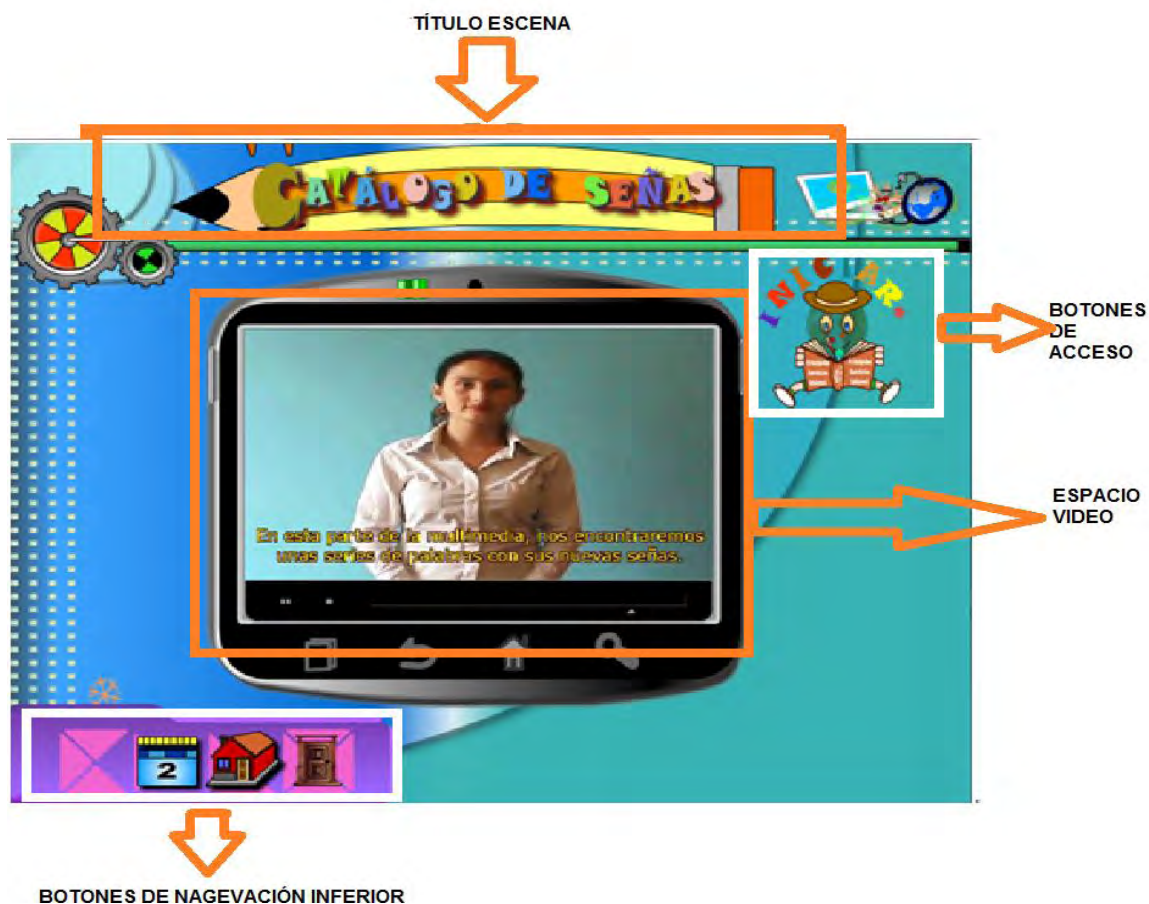 TÍTULO ESCENA
CATÁLOGO DE SEÑAS
INICIAR.
BOTONES
DE
ACCESO
ESPACIO
VIDEO
En esta parte de la multimedia, nos encontraremos
unas series de palabras con sus nuevas señas.
2
BOTONES DE NAGEVACIÓN INFERIOR